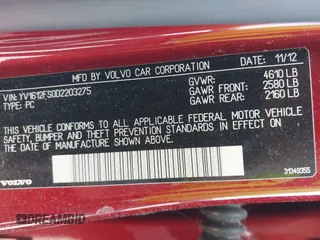 MFD BY VOLVO CAR CORPORATION 11/12
VIN: YV1612FS0D2203275 GVWR: 4610 LB
TYPE: PC GAWR FRONT: 2580 LB
GAWR REAR: 2160 LB
THIS VEHICLE CONFORMS TO ALL APPLICABLE FEDERAL MOTOR VEHICLE
SAFETY, BUMPER, AND THEFT PREVENTION STANDARDS IN EFFECT
ON THE DATE OF MANUFACTURE SHOWN ABOVE.
VOLVO 31349355
DREAMBID